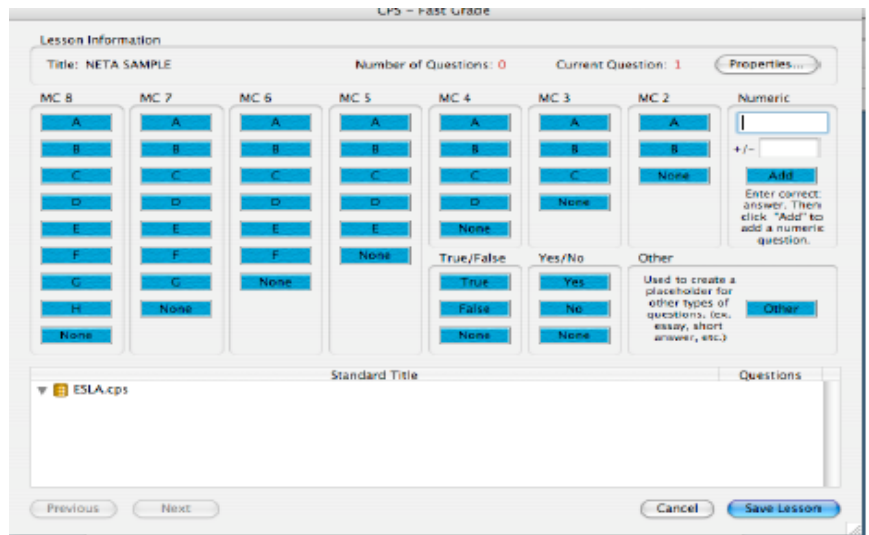 CPS – Fast Grade
Lesson Information
Title: NETA SAMPLE Number of Questions: 0 Current Question: 1 Properties...
MC 8 MC 7 MC 6 MC 5 MC 4 MC 3 MC 2 Numeric
A A A A A A A
B B B B B B B +/-
C C C C C C None Add
D D D D D None
E E E E None
F F F None
G G None
H None
None
Enter correct
answer. Then
click "Add" to
add a numeric
question.
True/False Yes/No Other
True Yes
False No
None None
Used to create a
placeholder for
other types of
questions. (ex.
essay, short
answer, etc.)
Other
Standard Title Questions
ESLA.cps
Previous Next Cancel Save Lesson